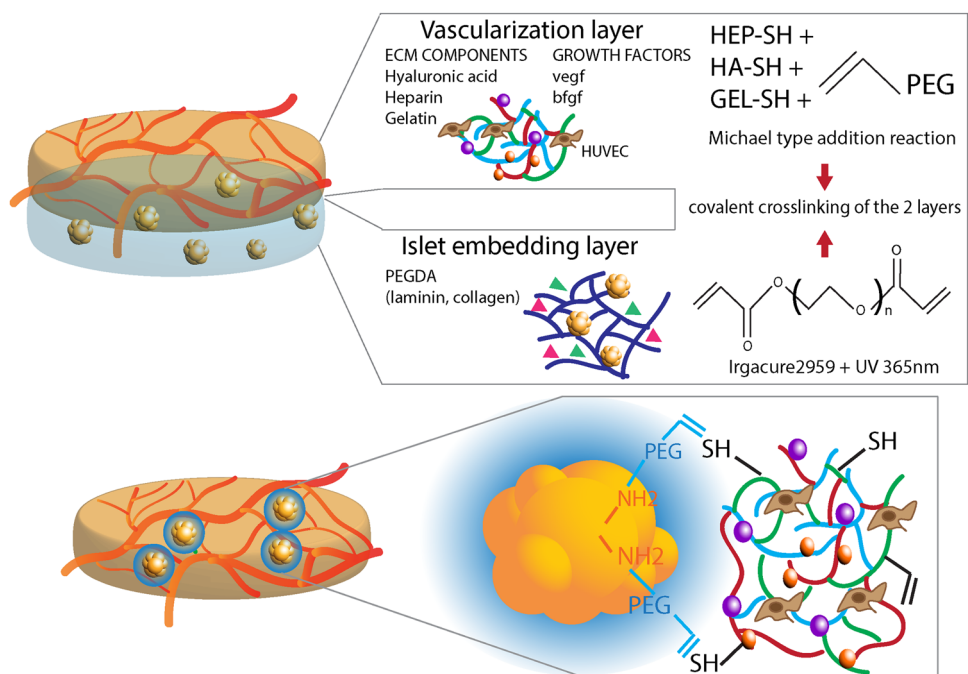 Vascularization layer
ECM COMPONENTS
Hyaluronic acid
Heparin
Gelatin
GROWTH FACTORS
vegf
bfgf
HUVEC
HEP-SH +
HA-SH +
GEL-SH +
PEG
Michael type addition reaction
covalent crosslinking of the 2 layers
Islet embedding layer
PEGDA
(laminin, collagen)
O
O
O
O
n
Irgacure2959 + UV 365nm
PEG
SH
SH
NH2
NH2
PEG
SH